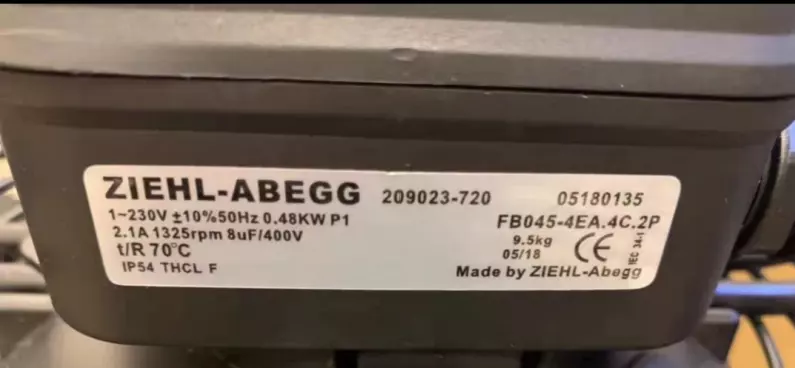 ZIEHL-ABEGG 209023-720 05180135
1~230V ±10%50Hz 0.48KW P1 FB045-4EA.4C.2P
2.1A 1325rpm 8uF/400V 9.5kg
t/R 70°C 05/18 CE IEC 34-1
IP54 THCL F Made by ZIEHL-Abegg